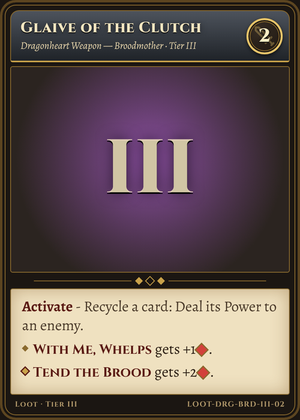 Glaive of the Clutch
2
Dragonheart Weapon — Broodmother · Tier III
III
Activate - Recycle a card: Deal its Power to
an enemy.
With Me, Whelps gets +1◆.
Tend the Brood gets +2◆.
Loot · Tier III
LOOT-DRG-BRD-III-02